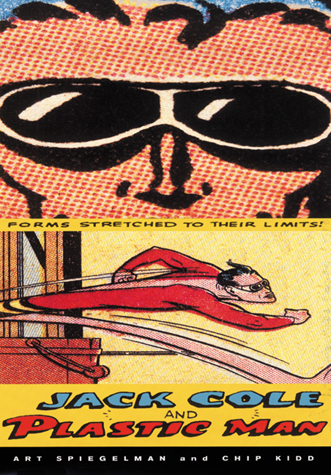 FORMS STRETCHED TO THEIR LIMITS!
JACK COLE
AND
PLASTIC MAN
ART SPIEGELMAN AND CHIP KIDD